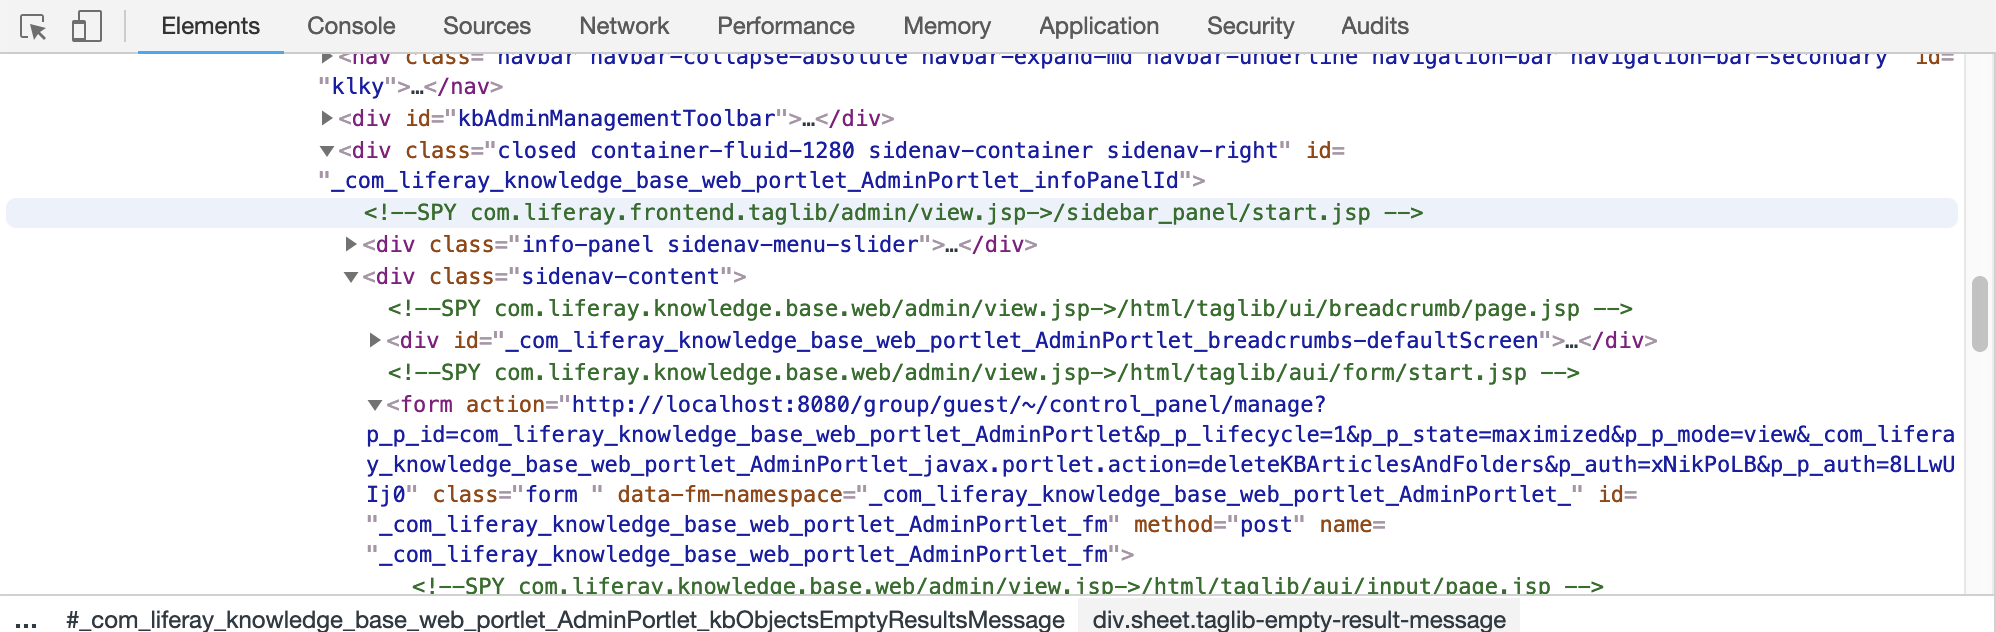 Elements Console Sources Network Performance Memory Application Security Audits
<nav class="navbar navbar-collapse-absolute navbar-expand-md navbar-underline navigation-bar navigation-bar-secondary" id=
"klky">…</nav>
<div id="kbAdminManagementToolbar">…</div>
<div class="closed container-fluid-1280 sidenav-container sidenav-right" id=
"_com_liferay_knowledge_base_web_portlet_AdminPortlet_infoPanelId">
<!--SPY com.liferay.frontend.taglib/admin/view.jsp->/sidebar_panel/start.jsp -->
<div class="info-panel sidenav-menu-slider">…</div>
<div class="sidenav-content">
<!--SPY com.liferay.knowledge.base.web/admin/view.jsp->/html/taglib/ui/breadcrumb/page.jsp -->
<div id="_com_liferay_knowledge_base_web_portlet_AdminPortlet_breadcrumbs-defaultScreen">…</div>
<!--SPY com.liferay.knowledge.base.web/admin/view.jsp->/html/taglib/aui/form/start.jsp -->
<form action="http://localhost:8080/group/guest/~/control_panel/manage?
p_p_id=com_liferay_knowledge_base_web_portlet_AdminPortlet&p_p_lifecycle=1&p_p_state=maximized&p_p_mode=view&_com_lifera
y_knowledge_base_web_portlet_AdminPortlet_javax.portlet.action=deleteKBArticlesAndFolders&p_auth=xNikPoLB&p_p_auth=8LLwU
Ij0" class="form " data-fm-namespace="_com_liferay_knowledge_base_web_portlet_AdminPortlet_" id=
"_com_liferay_knowledge_base_web_portlet_AdminPortlet_fm" method="post" name=
"_com_liferay_knowledge_base_web_portlet_AdminPortlet_fm">
<!--SPY com.liferay.knowledge.base.web/admin/view.jsp->/html/taglib/aui/input/page.jsp -->
… #_com_liferay_knowledge_base_web_portlet_AdminPortlet_kbObjectsEmptyResultsMessage div.sheet.taglib-empty-result-message